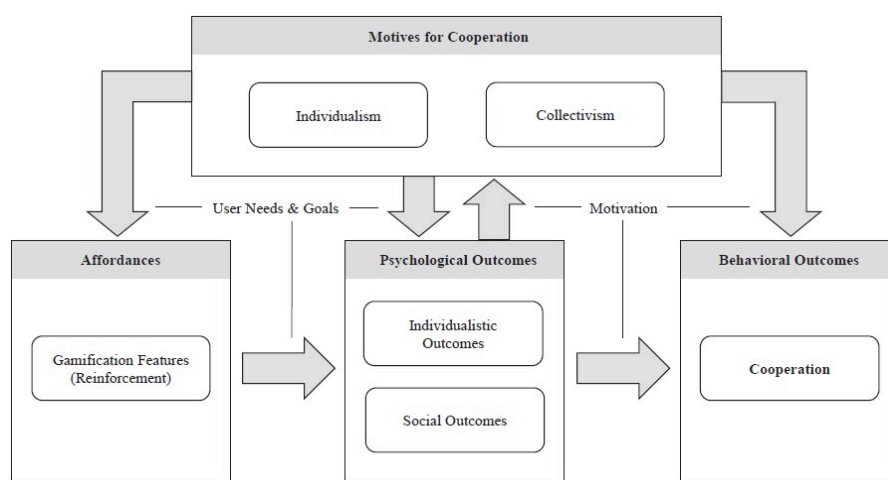 Motives for Cooperation
Individualism
Collectivism
User Needs & Goals
Motivation
Affordances
Psychological Outcomes
Behavioral Outcomes
Gamification Features
(Reinforcement)
Individualistic
Outcomes
Social Outcomes
Cooperation